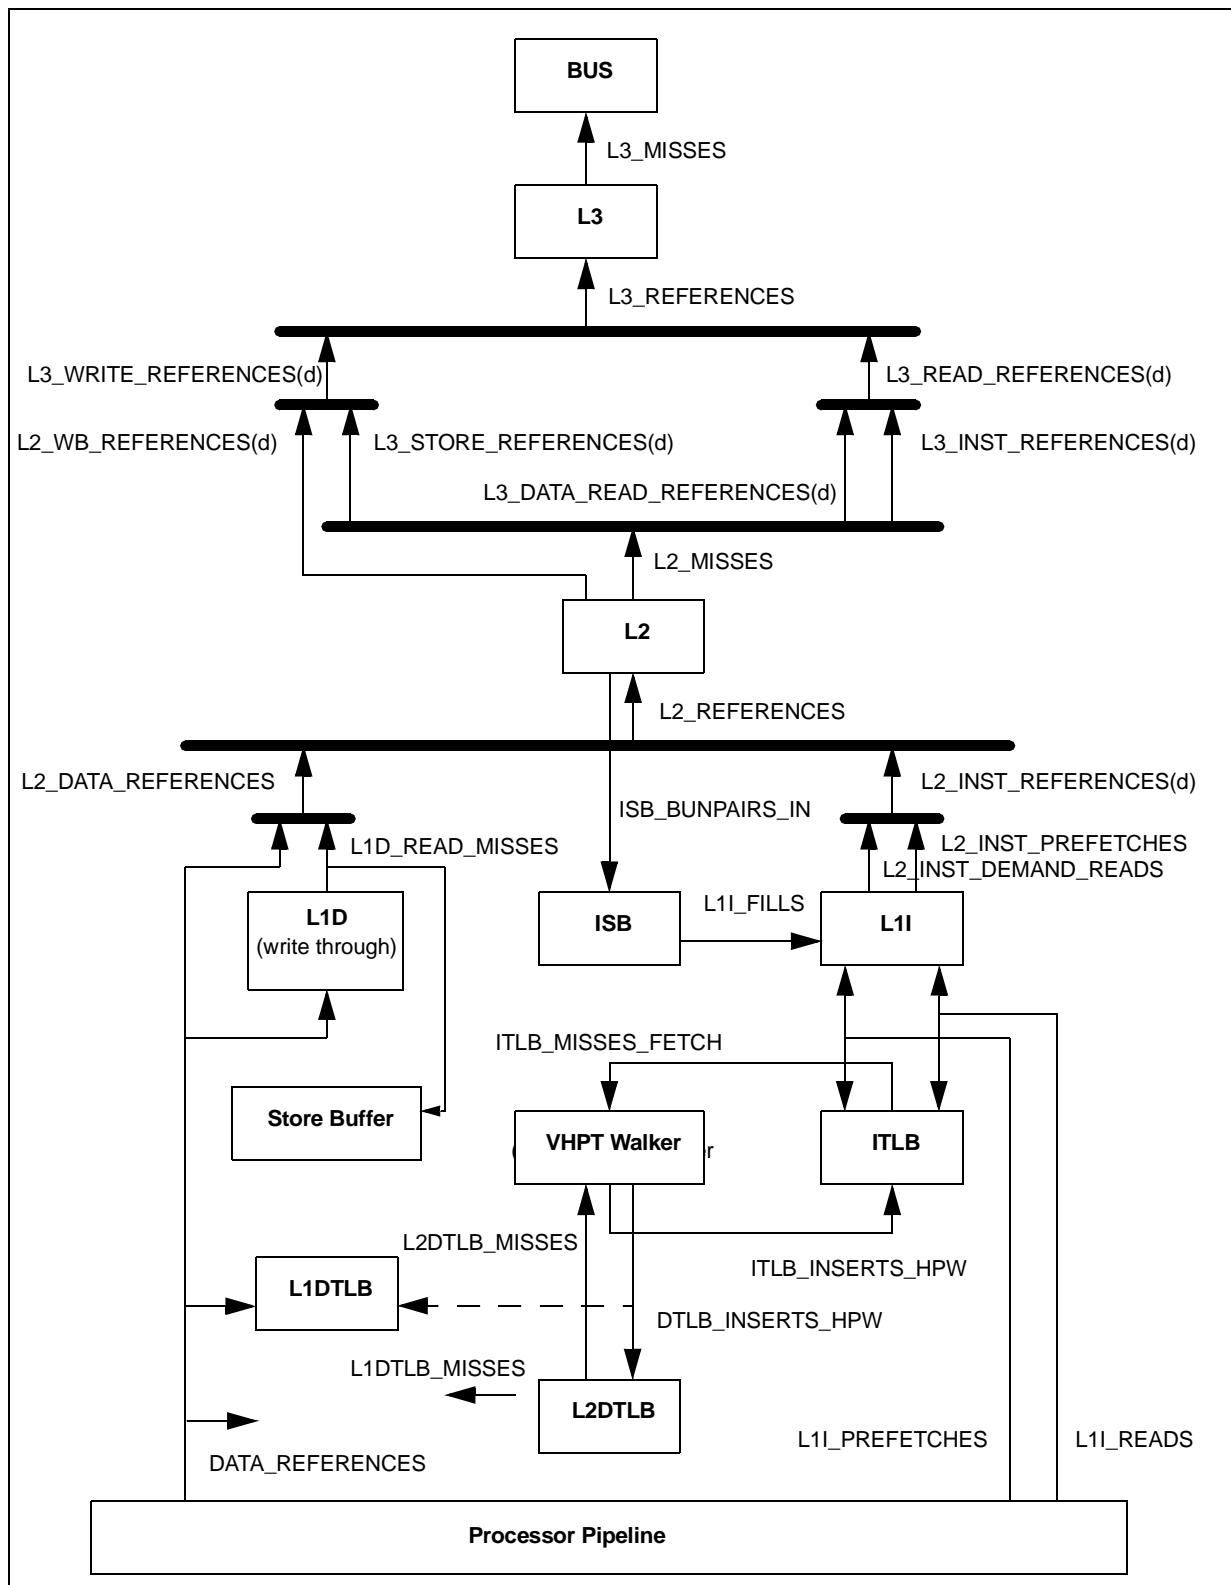 BUS
L3_MISSES
L3
L3_REFERENCES
L3_WRITE_REFERENCES(d)
L3_READ_REFERENCES(d)
L2_WB_REFERENCES(d)
L3_STORE_REFERENCES(d)
L3_INST_REFERENCES(d)
L3_DATA_READ_REFERENCES(d)
L2_MISSES
L2
L2_REFERENCES
L2_DATA_REFERENCES
L2_INST_REFERENCES(d)
ISB_BUNPAIRS_IN
L1D_READ_MISSES
L2_INST_PREFETCHES
L2_INST_DEMAND_READS
L1I_FILLS
L1D
(write through)
ISB
L1I
ITLB_MISSES_FETCH
Store Buffer
VHPT Walker
ITLB
L2DTLB_MISSES
ITLB_INSERTS_HPW
L1DTLB
DTLB_INSERTS_HPW
L1DTLB_MISSES
L2DTLB
L1I_PREFETCHES
L1I_READS
DATA_REFERENCES
Processor Pipeline